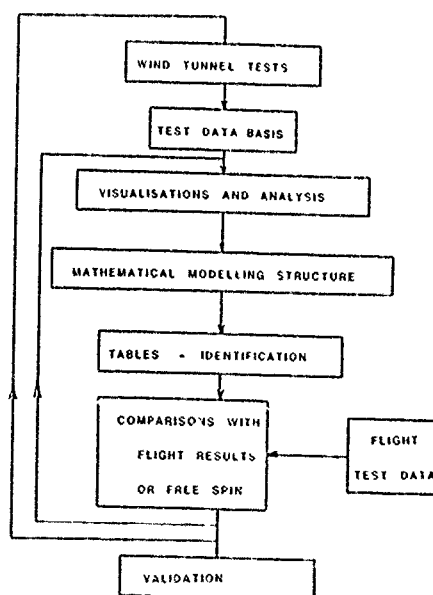 WIND TUNNEL TESTS
TEST DATA BASIS
VISUALISATIONS AND ANALYSIS
MATHEMATICAL MODELLING STRUCTURE
TABLES - IDENTIFICATION
COMPARISONS WITH
FLIGHT RESULTS
OR FREE SPIN
FLIGHT
TEST DATA
VALIDATION